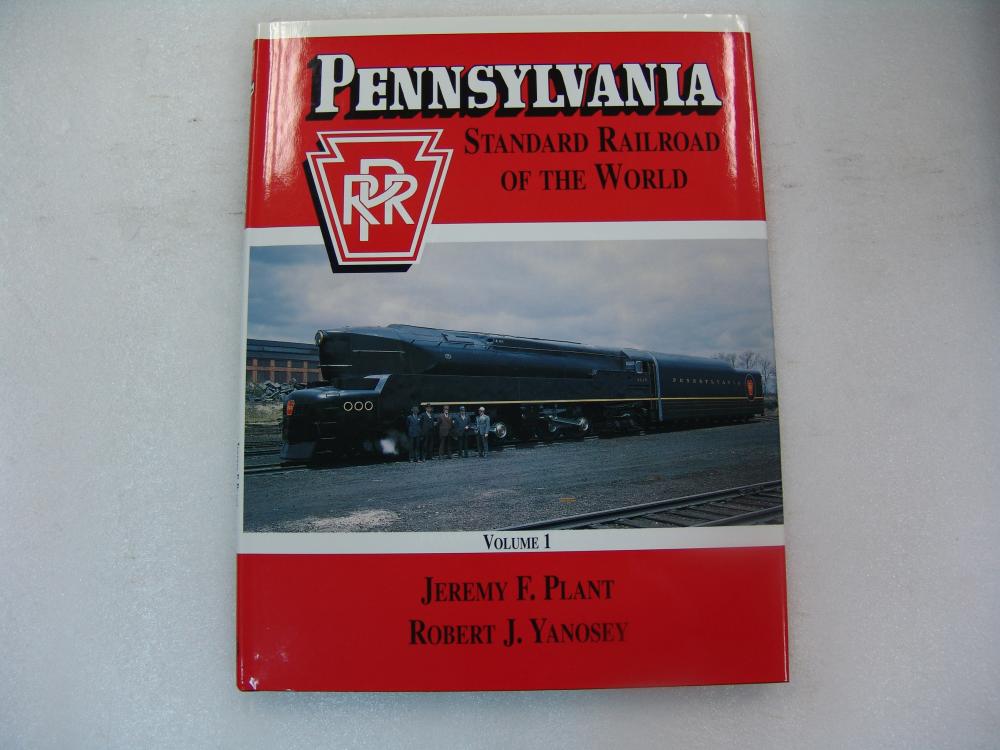 PENNSYLVANIA
STANDARD RAILROAD
OF THE WORLD
PRR
PENNSYLVANIA
VOLUME 1
JEREMY F. PLANT
ROBERT J. YANOSEY